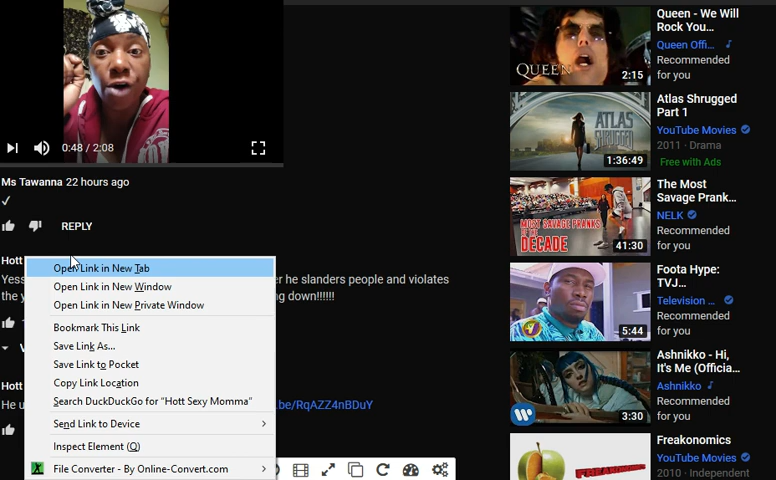 0:48 / 2:08
Ms Tawanna 22 hours ago
✓
REPLY
Hott
Yess
er he slanders people and violates
the
ng down!!!!!!
Hott
He u
.be/RqAZZ4nBDuY
Open Link in New Tab
Open Link in New Window
Open Link in New Private Window
Bookmark This Link
Save Link As...
Save Link to Pocket
Copy Link Location
Search DuckDuckGo for “Hott Sexy Momma”
Send Link to Device
Inspect Element (Q)
File Converter - By Online-Convert.com
QUEEN
2:15
Queen - We Will
Rock You...
Queen Offi...
Recommended
for you
ATLAS
SHRUGGED
1:36:49
Atlas Shrugged
Part 1
YouTube Movies
2011 · Drama
Free with Ads
MOST SAVAGE PRANKS
OF THE
DECADE
41:30
The Most
Savage Prank...
NELK
Recommended
for you
5:44
Foota Hype:
TVJ...
Television ...
Recommended
for you
3:30
Ashnikko - Hi,
It's Me (Officia...
Ashnikko
Recommended
for you
FREAKONOMICS
Freakonomics
YouTube Movies
2010 · Independent